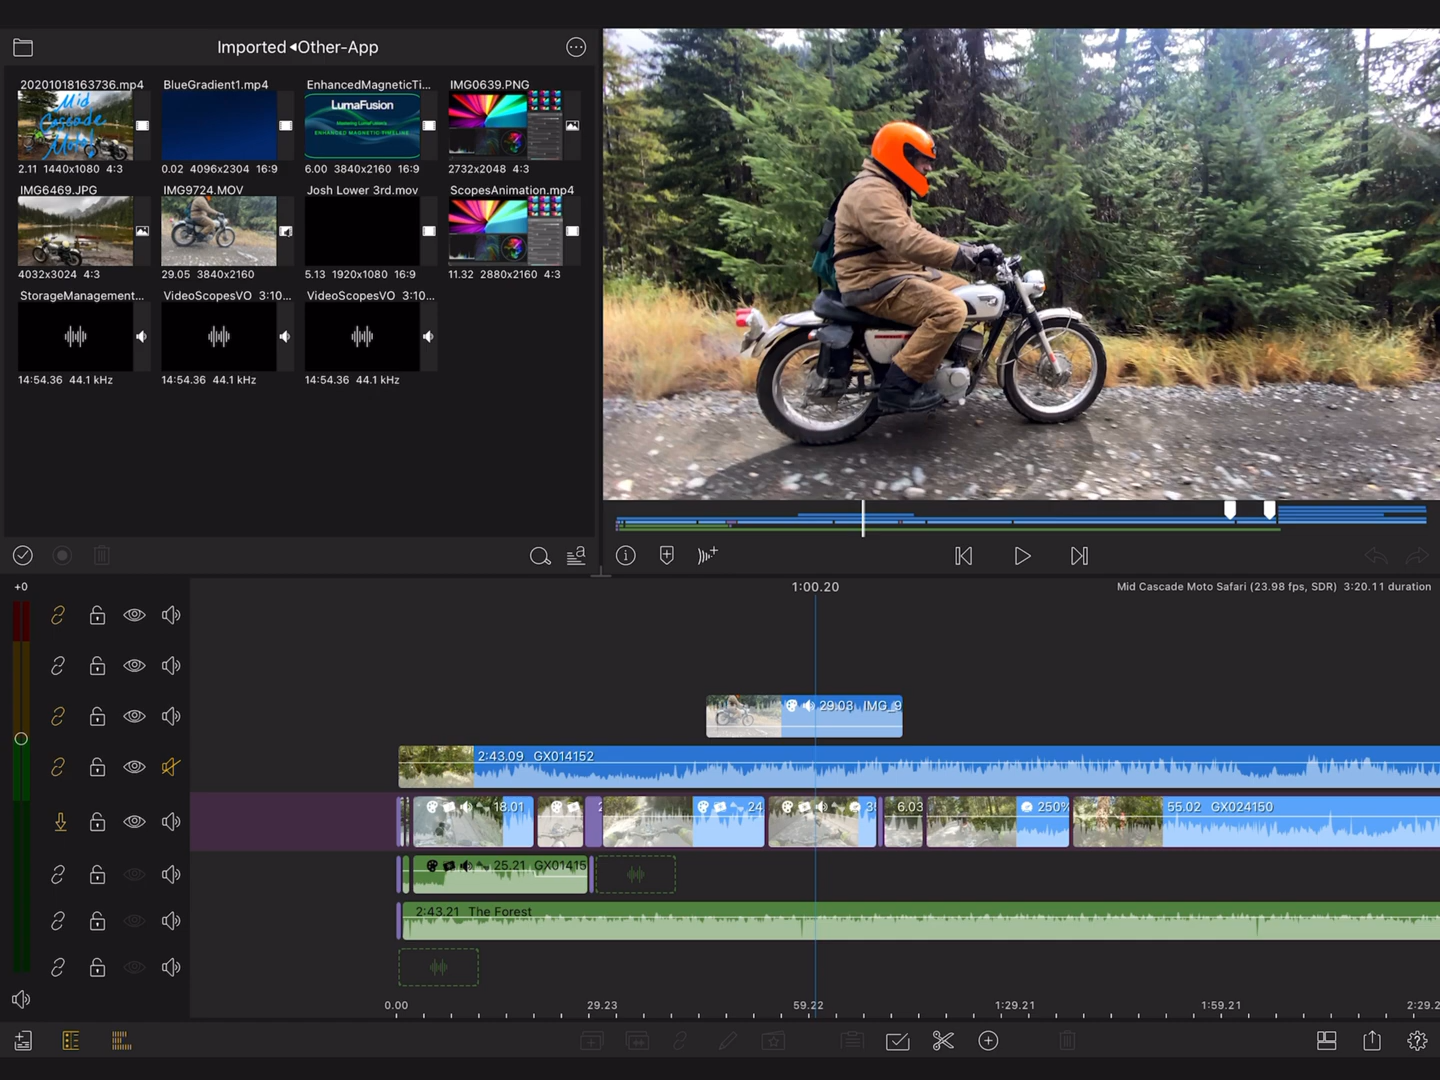 Imported◂Other-App
20201018163736.mp4
BlueGradient1.mp4
EnhancedMagneticTi...
IMG0639.PNG
Mid
Cascade
Moto
LumaFusion
ENHANCED MAGNETIC TIMELINE
2.11 1440x1080 4:3
0.02 4096x2304 16:9
6.00 3840x2160 16:9
2732x2048 4:3
IMG6469.JPG
IMG9724.MOV
Josh Lower 3rd.mov
ScopesAnimation.mp4
4032x3024 4:3
29.05 3840x2160
5.13 1920x1080 16:9
11.32 2880x2160 4:3
StorageManagement...
VideoScopesVO 3:10...
VideoScopesVO 3:10...
14:54.36 44.1 kHz
14:54.36 44.1 kHz
14:54.36 44.1 kHz
+0
1:00.20
Mid Cascade Moto Safari (23.98 fps, SDR) 3:20.11 duration
29.03 IMG_9
2:43.09 GX014152
18.01
24
6.03
250%
55.02 GX024150
25.21 GX01415
2:43.21 The Forest
0.00
29.23
59.22
1:29.21
1:59.21
2:29.2